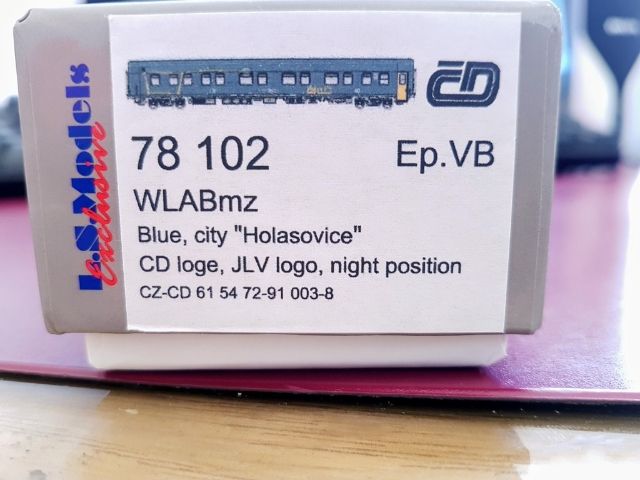 L.S.Models
Exclusive
ČD
78 102 Ep.VB
WLABmz
Blue, city "Holasovice"
CD loge, JLV logo, night position
CZ-CD 61 54 72-91 003-8